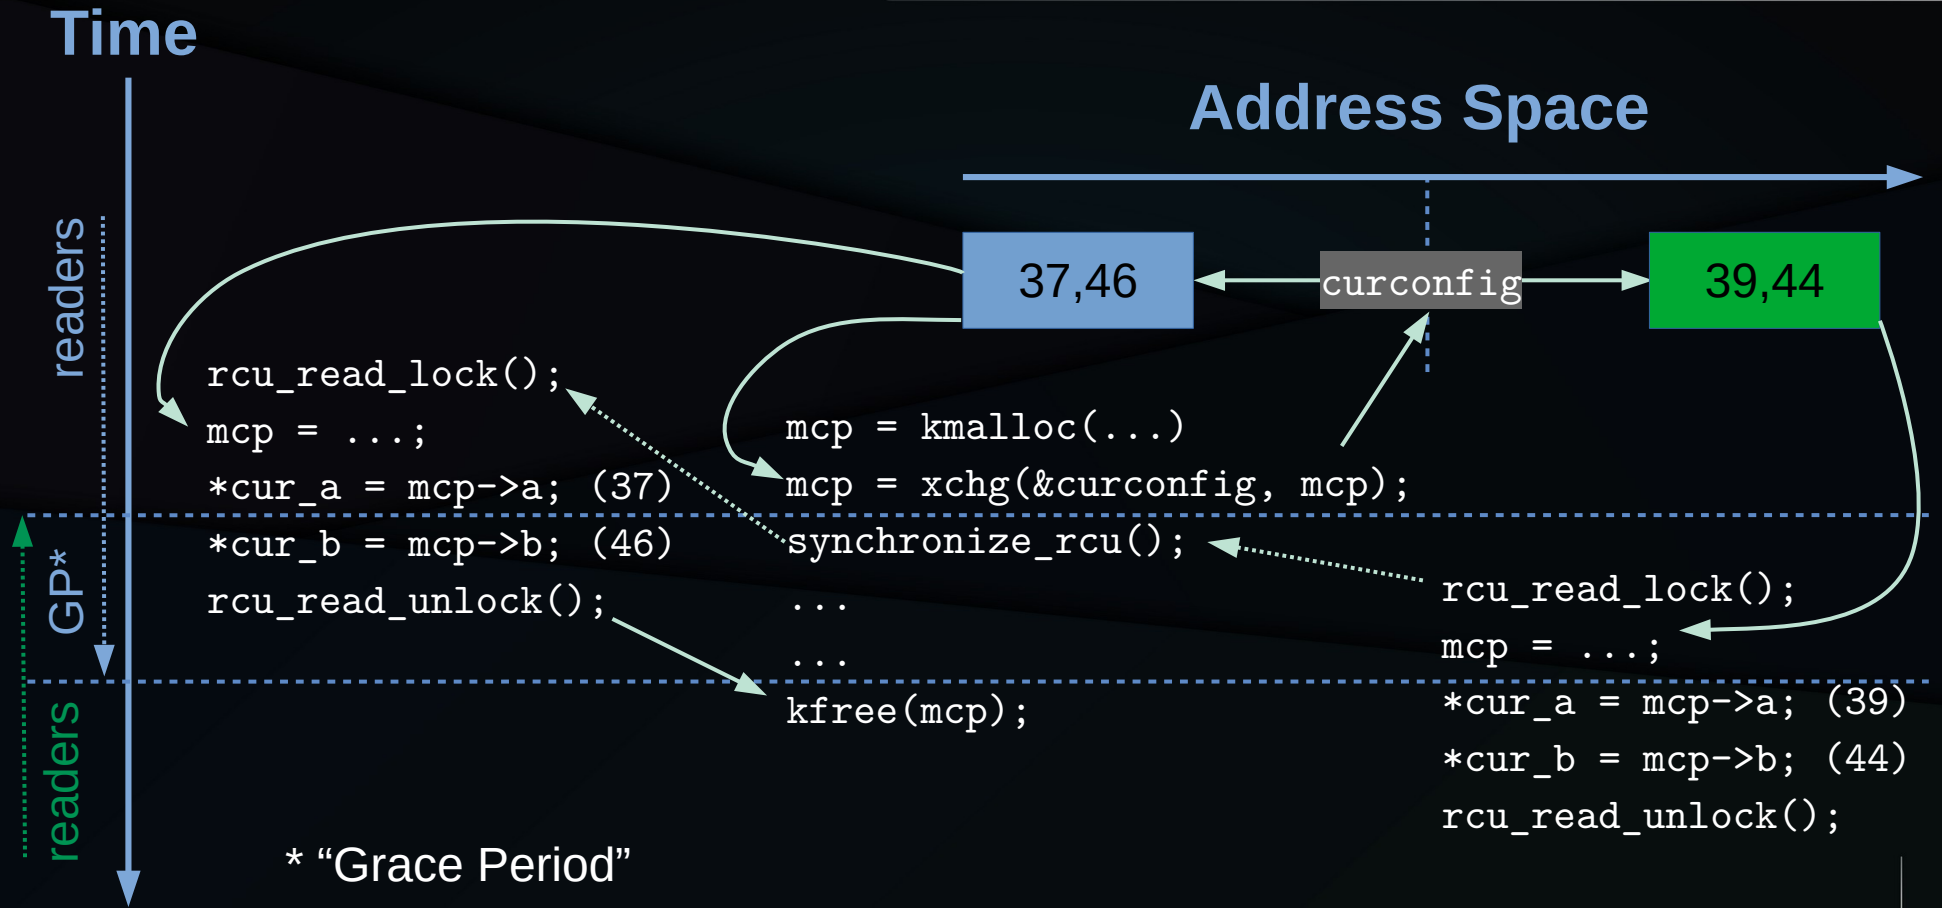 Time
Address Space
readers
37,46
curconfig
39,44
rcu_read_lock();
mcp = ...;
*cur_a = mcp->a; (37)
*cur_b = mcp->b; (46)
rcu_read_unlock();
mcp = kmalloc(...)
mcp = xchg(&curconfig, mcp);
synchronize_rcu();
...
...
kfree(mcp);
rcu_read_lock();
mcp = ...;
*cur_a = mcp->a; (39)
*cur_b = mcp->b; (44)
rcu_read_unlock();
GP*
readers
* “Grace Period”